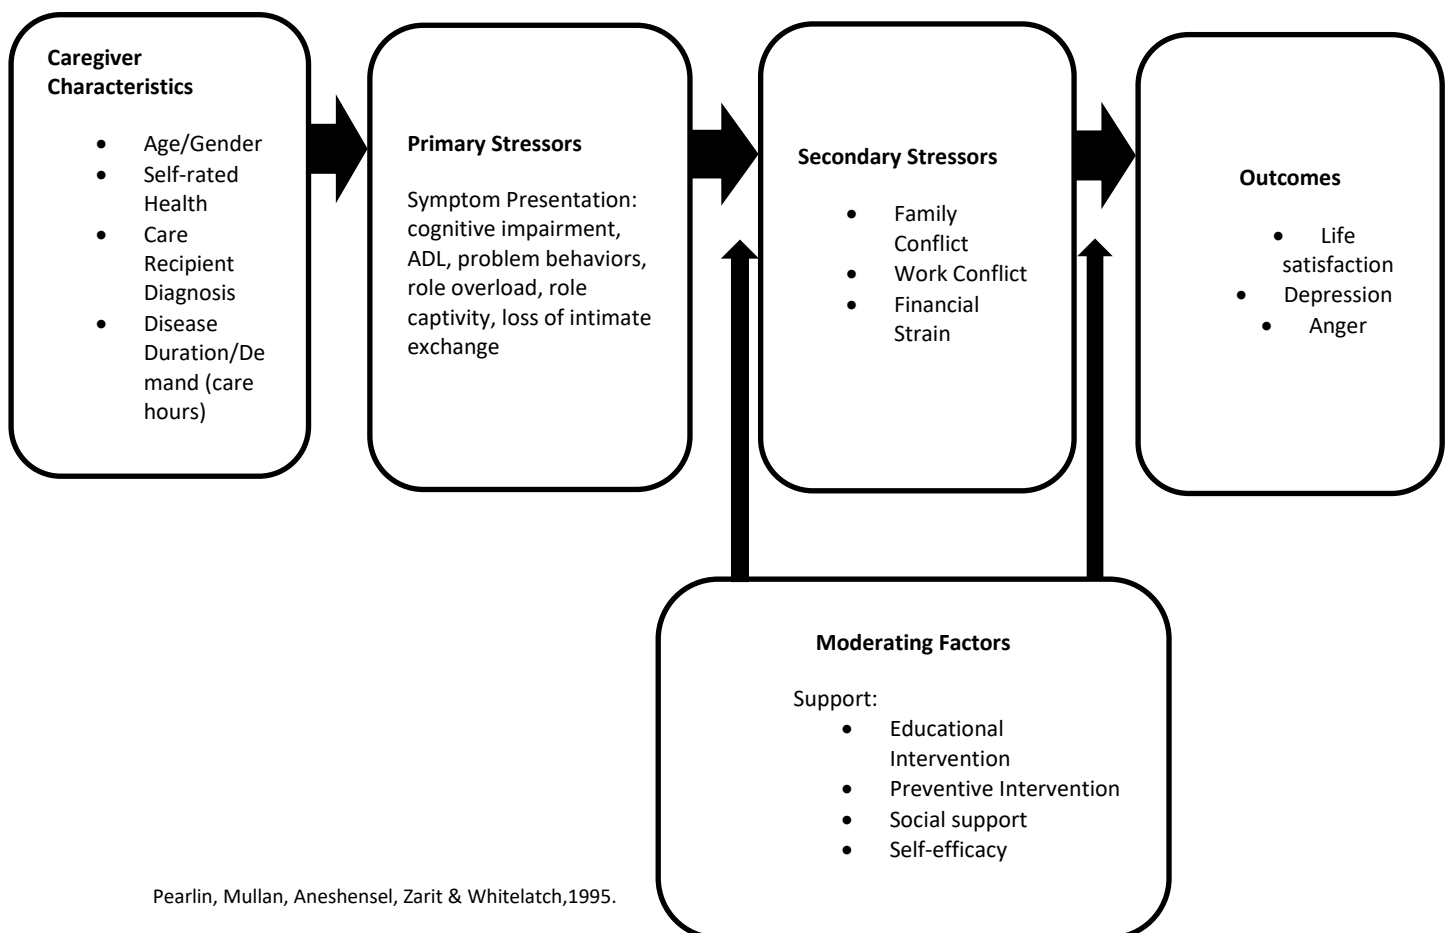 Caregiver
Characteristics
• Age/Gender
• Self-rated
Health
• Care
Recipient
Diagnosis
• Disease
Duration/De
mand (care
hours)
Primary Stressors
Symptom Presentation:
cognitive impairment,
ADL, problem behaviors,
role overload, role
captivity, loss of intimate
exchange
Secondary Stressors
• Family
Conflict
• Work Conflict
• Financial
Strain
Outcomes
• Life
satisfaction
• Depression
• Anger
Moderating Factors
Support:
• Educational
Intervention
• Preventive Intervention
• Social support
• Self-efficacy
Pearlin, Mullan, Aneshensel, Zarit & Whitelatch,1995.